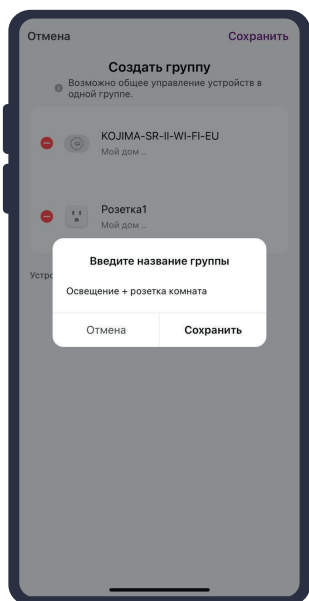 Отмена
Сохранить
Создать группу
Возможно общее управление устройств в
одной группе.
KOJIMA-SR-II-WI-FI-EU
Мой дом ..
Розетка1
Мой дом ..
Устро
Введите название группы
Освещение + розетка комната
Отмена
Сохранить